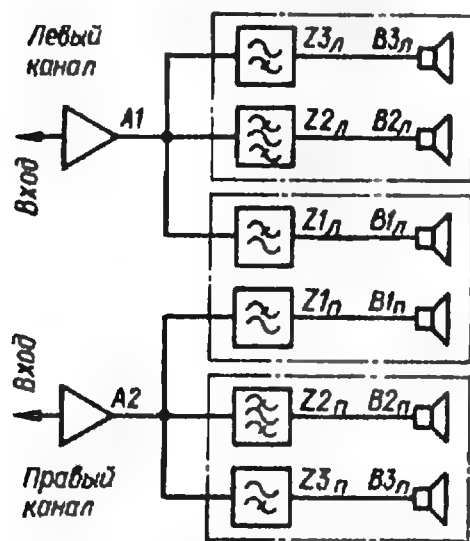 Левый канал
Z3л B3л
A1
Z2л B2л
Вход
Z1л B1л
Z1п B1п
Вход
A2
Z2п B2п
Правый канал
Z3п B3п